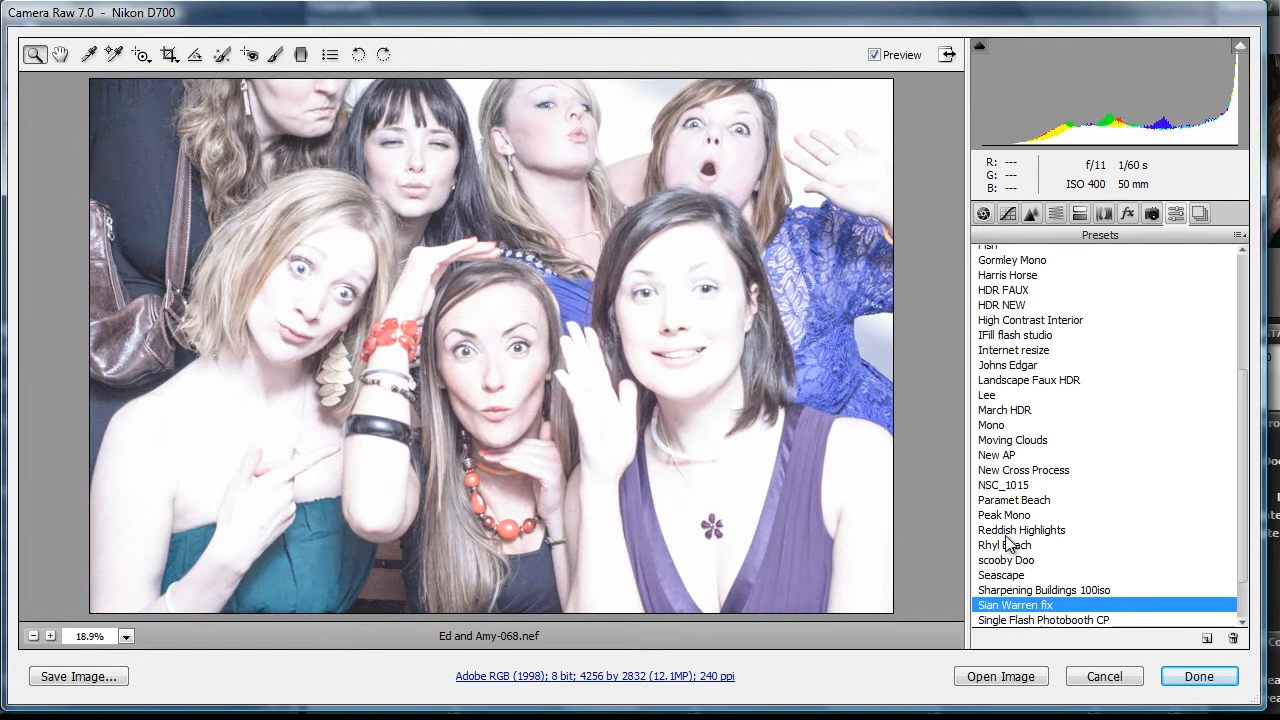 Camera Raw 7.0 - Nikon D700
Preview
R: ---
G: ---
B: ---
f/11 1/60 s
ISO 400 50 mm
Presets
Fish
Gormley Mono
Harris Horse
HDR FAUX
HDR NEW
High Contrast Interior
IFill flash studio
Internet resize
Johns Edgar
Landscape Faux HDR
Lee
March HDR
Mono
Moving Clouds
New AP
New Cross Process
NSC_1015
Paramet Beach
Peak Mono
Reddish Highlights
Rhyl Beach
scooby Doo
Seascape
Sharpening Buildings 100iso
Sian Warren fix
Single Flash Photobooth CP
18.9%
Ed and Amy-068.nef
Save Image...
Adobe RGB (1998); 8 bit; 4256 by 2832 (12.1MP); 240 ppi
Open Image
Cancel
Done